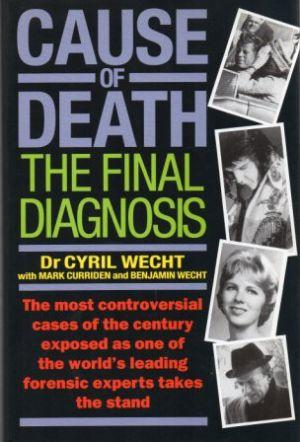 CAUSE
OF
DEATH
THE FINAL
DIAGNOSIS
Dr CYRIL WECHT
with MARK CURRIDEN and BENJAMIN WECHT
The most controversial
cases of the century
exposed as one of
the world's leading
forensic experts takes
the stand